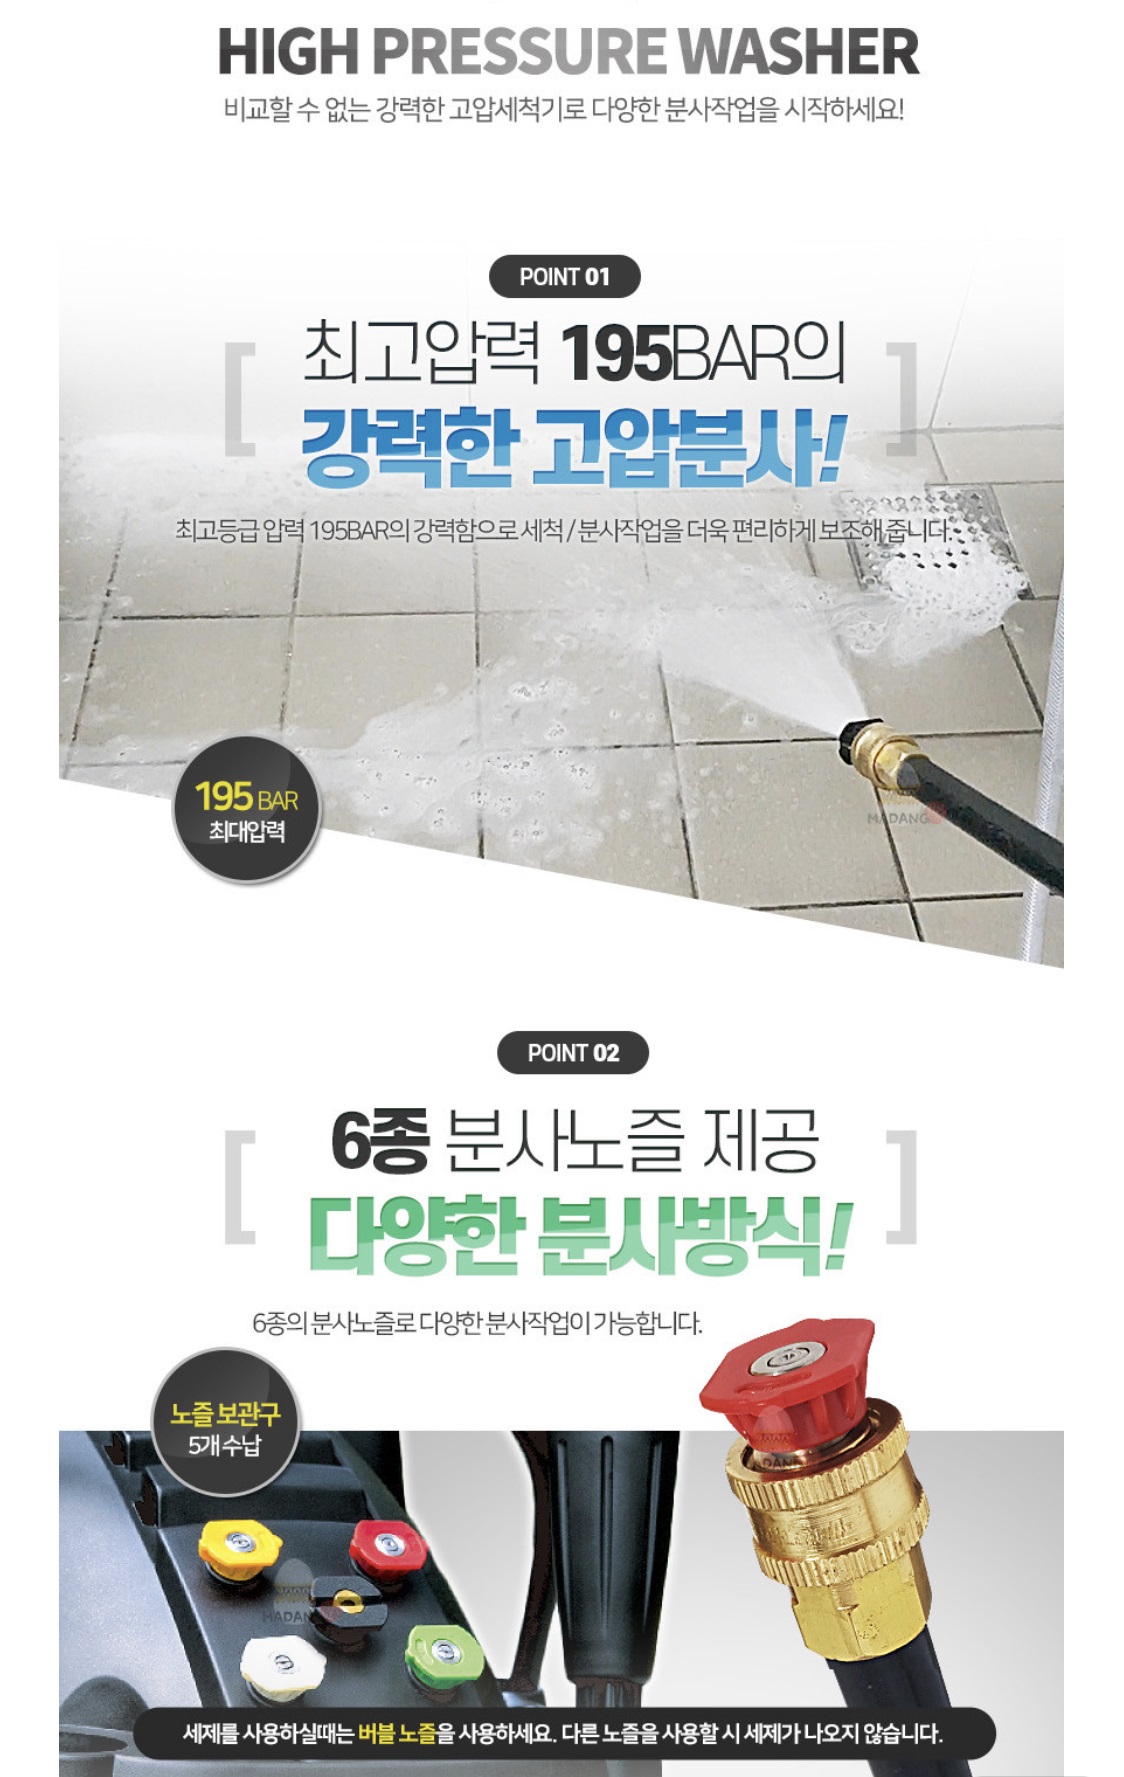 HIGH PRESSURE WASHER
비교할 수 없는 강력한 고압세척기로 다양한 분사작업을 시작하세요!
POINT 01
[ 최고압력 195BAR의
강력한 고압분사! ]
최고등급 압력 195BAR의 강력함으로 세척 / 분사작업을 더욱 편리하게 보조해 줍니다.
MADANG
195 BAR
최대압력
POINT 02
[ 6종 분사노즐 제공
다양한 분사방식! ]
6종의 분사노즐로 다양한 분사작업이 가능합니다.
노즐 보관구
5개 수납
MADAN
세제를 사용하실때는 버블 노즐을 사용하세요. 다른 노즐을 사용할 시 세제가 나오지 않습니다.